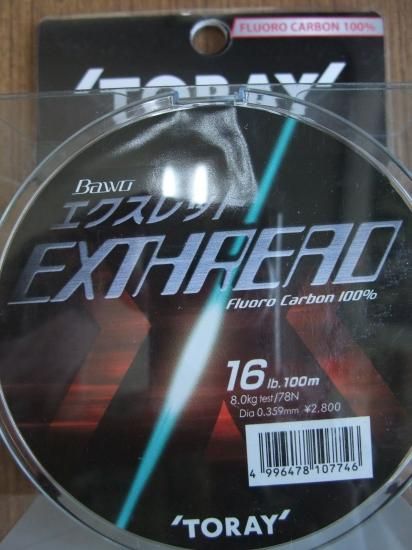 FLUORO CARBON 100%
'TORAY'
Bawo
エクスレッド
EXTHREAD
Fluoro Carbon 100%
16 lb.100m
8.0kg test/78N
Dia 0.359mm ¥2,800
4 996478 107746
'TORAY'